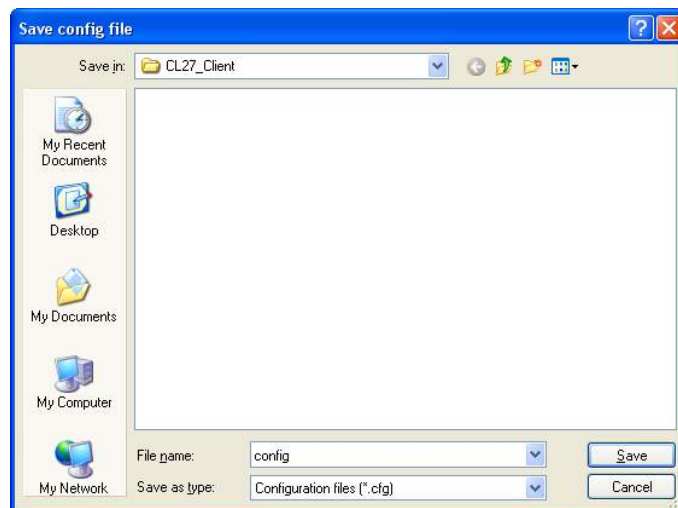 Save config file
Save in: CL27_Client
My Recent
Documents
Desktop
My Documents
My Computer
My Network
File name: config
Save
Save as type: Configuration files (*.cfg)
Cancel